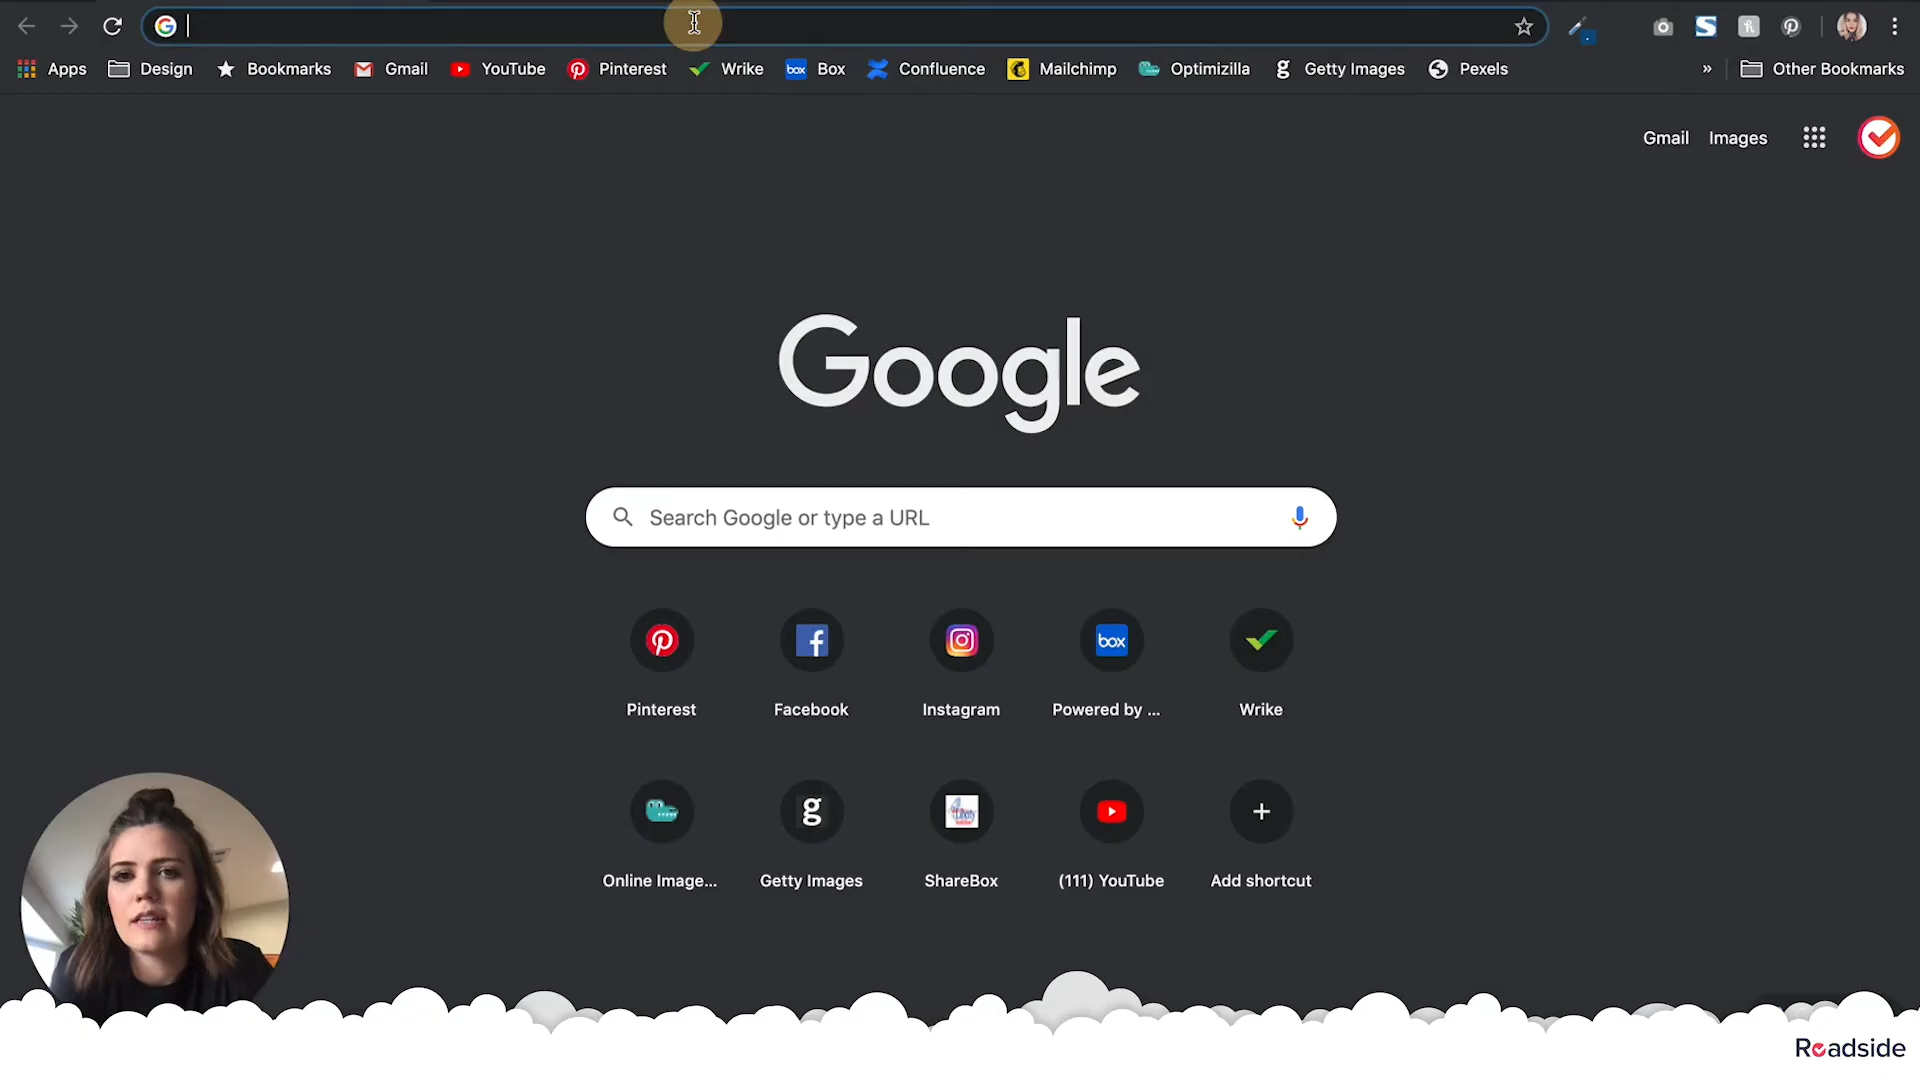 Apps Design Bookmarks Gmail YouTube Pinterest Wrike box Box Confluence Mailchimp Optimizilla g Getty Images Pexels » Other Bookmarks
Gmail Images
Google
Search Google or type a URL
box
Pinterest Facebook Instagram Powered by ... Wrike
g
Online Image... Getty Images ShareBox (111) YouTube Add shortcut
Roadside